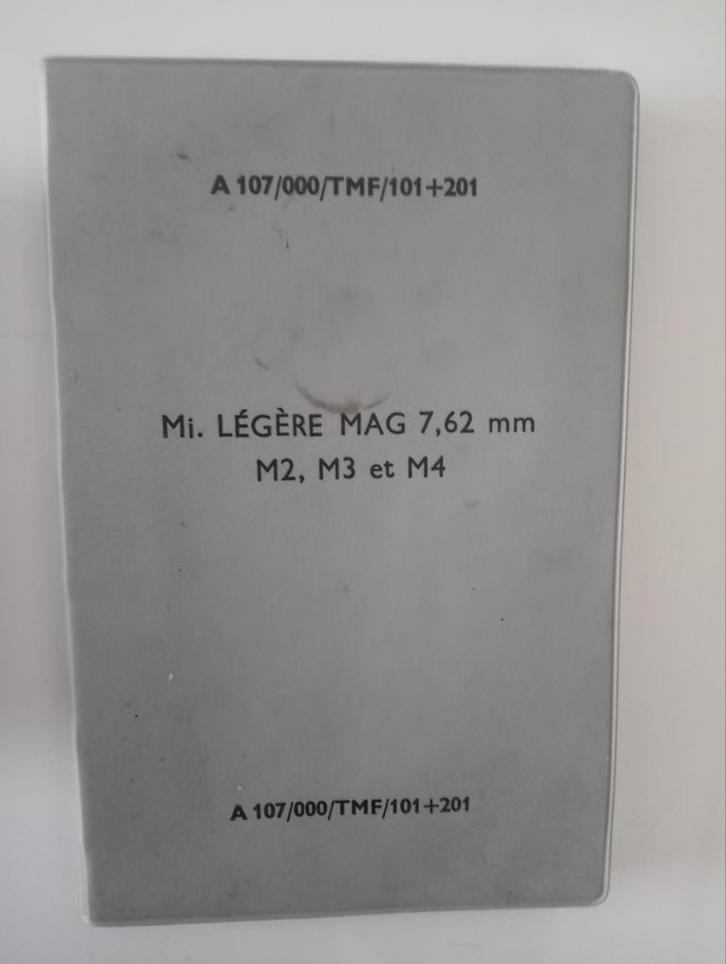 A 107/000/TMF/101+201
Mi. LÉGÈRE MAG 7,62 mm
M2, M3 et M4
A 107/000/TMF/101+201